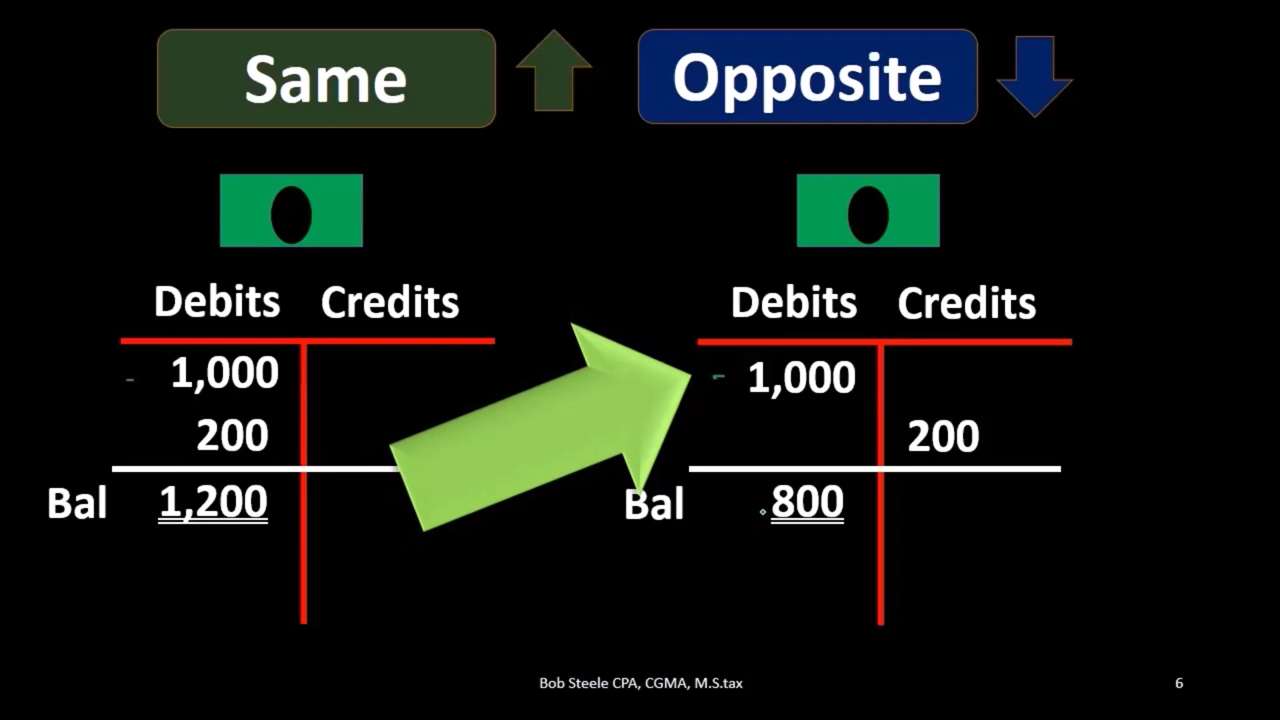 Same
Opposite
Debits Credits
1,000
200
Bal 1,200
Debits Credits
1,000
200
Bal 800
Bob Steele CPA, CGMA, M.S.tax
6